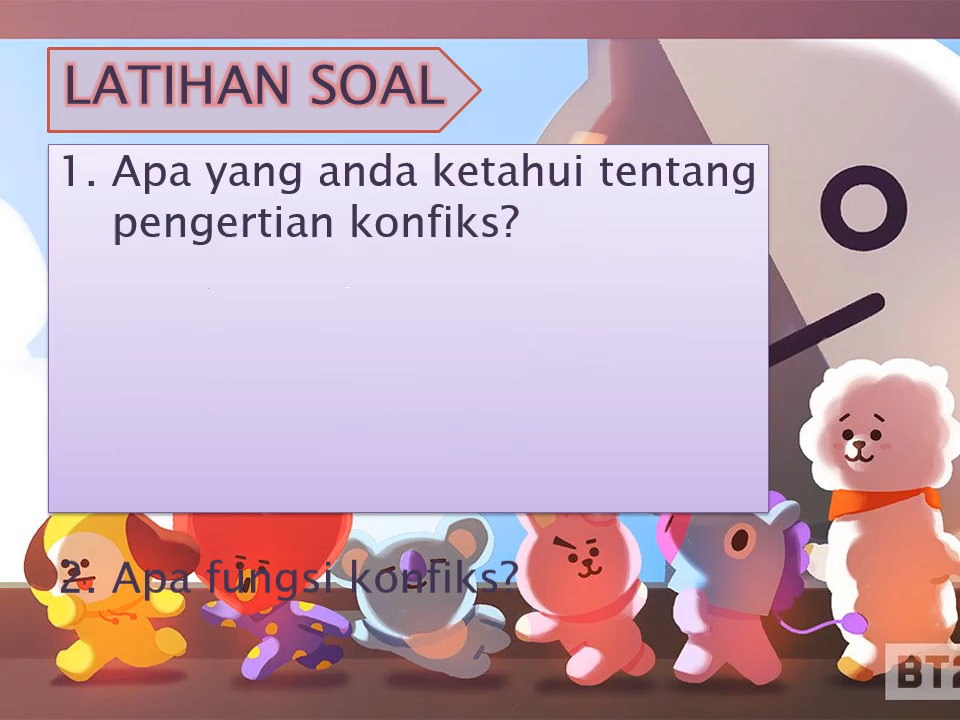 LATIHAN SOAL
1. Apa yang anda ketahui tentang
pengertian konfiks?
2. Apa fungsi konfiks?